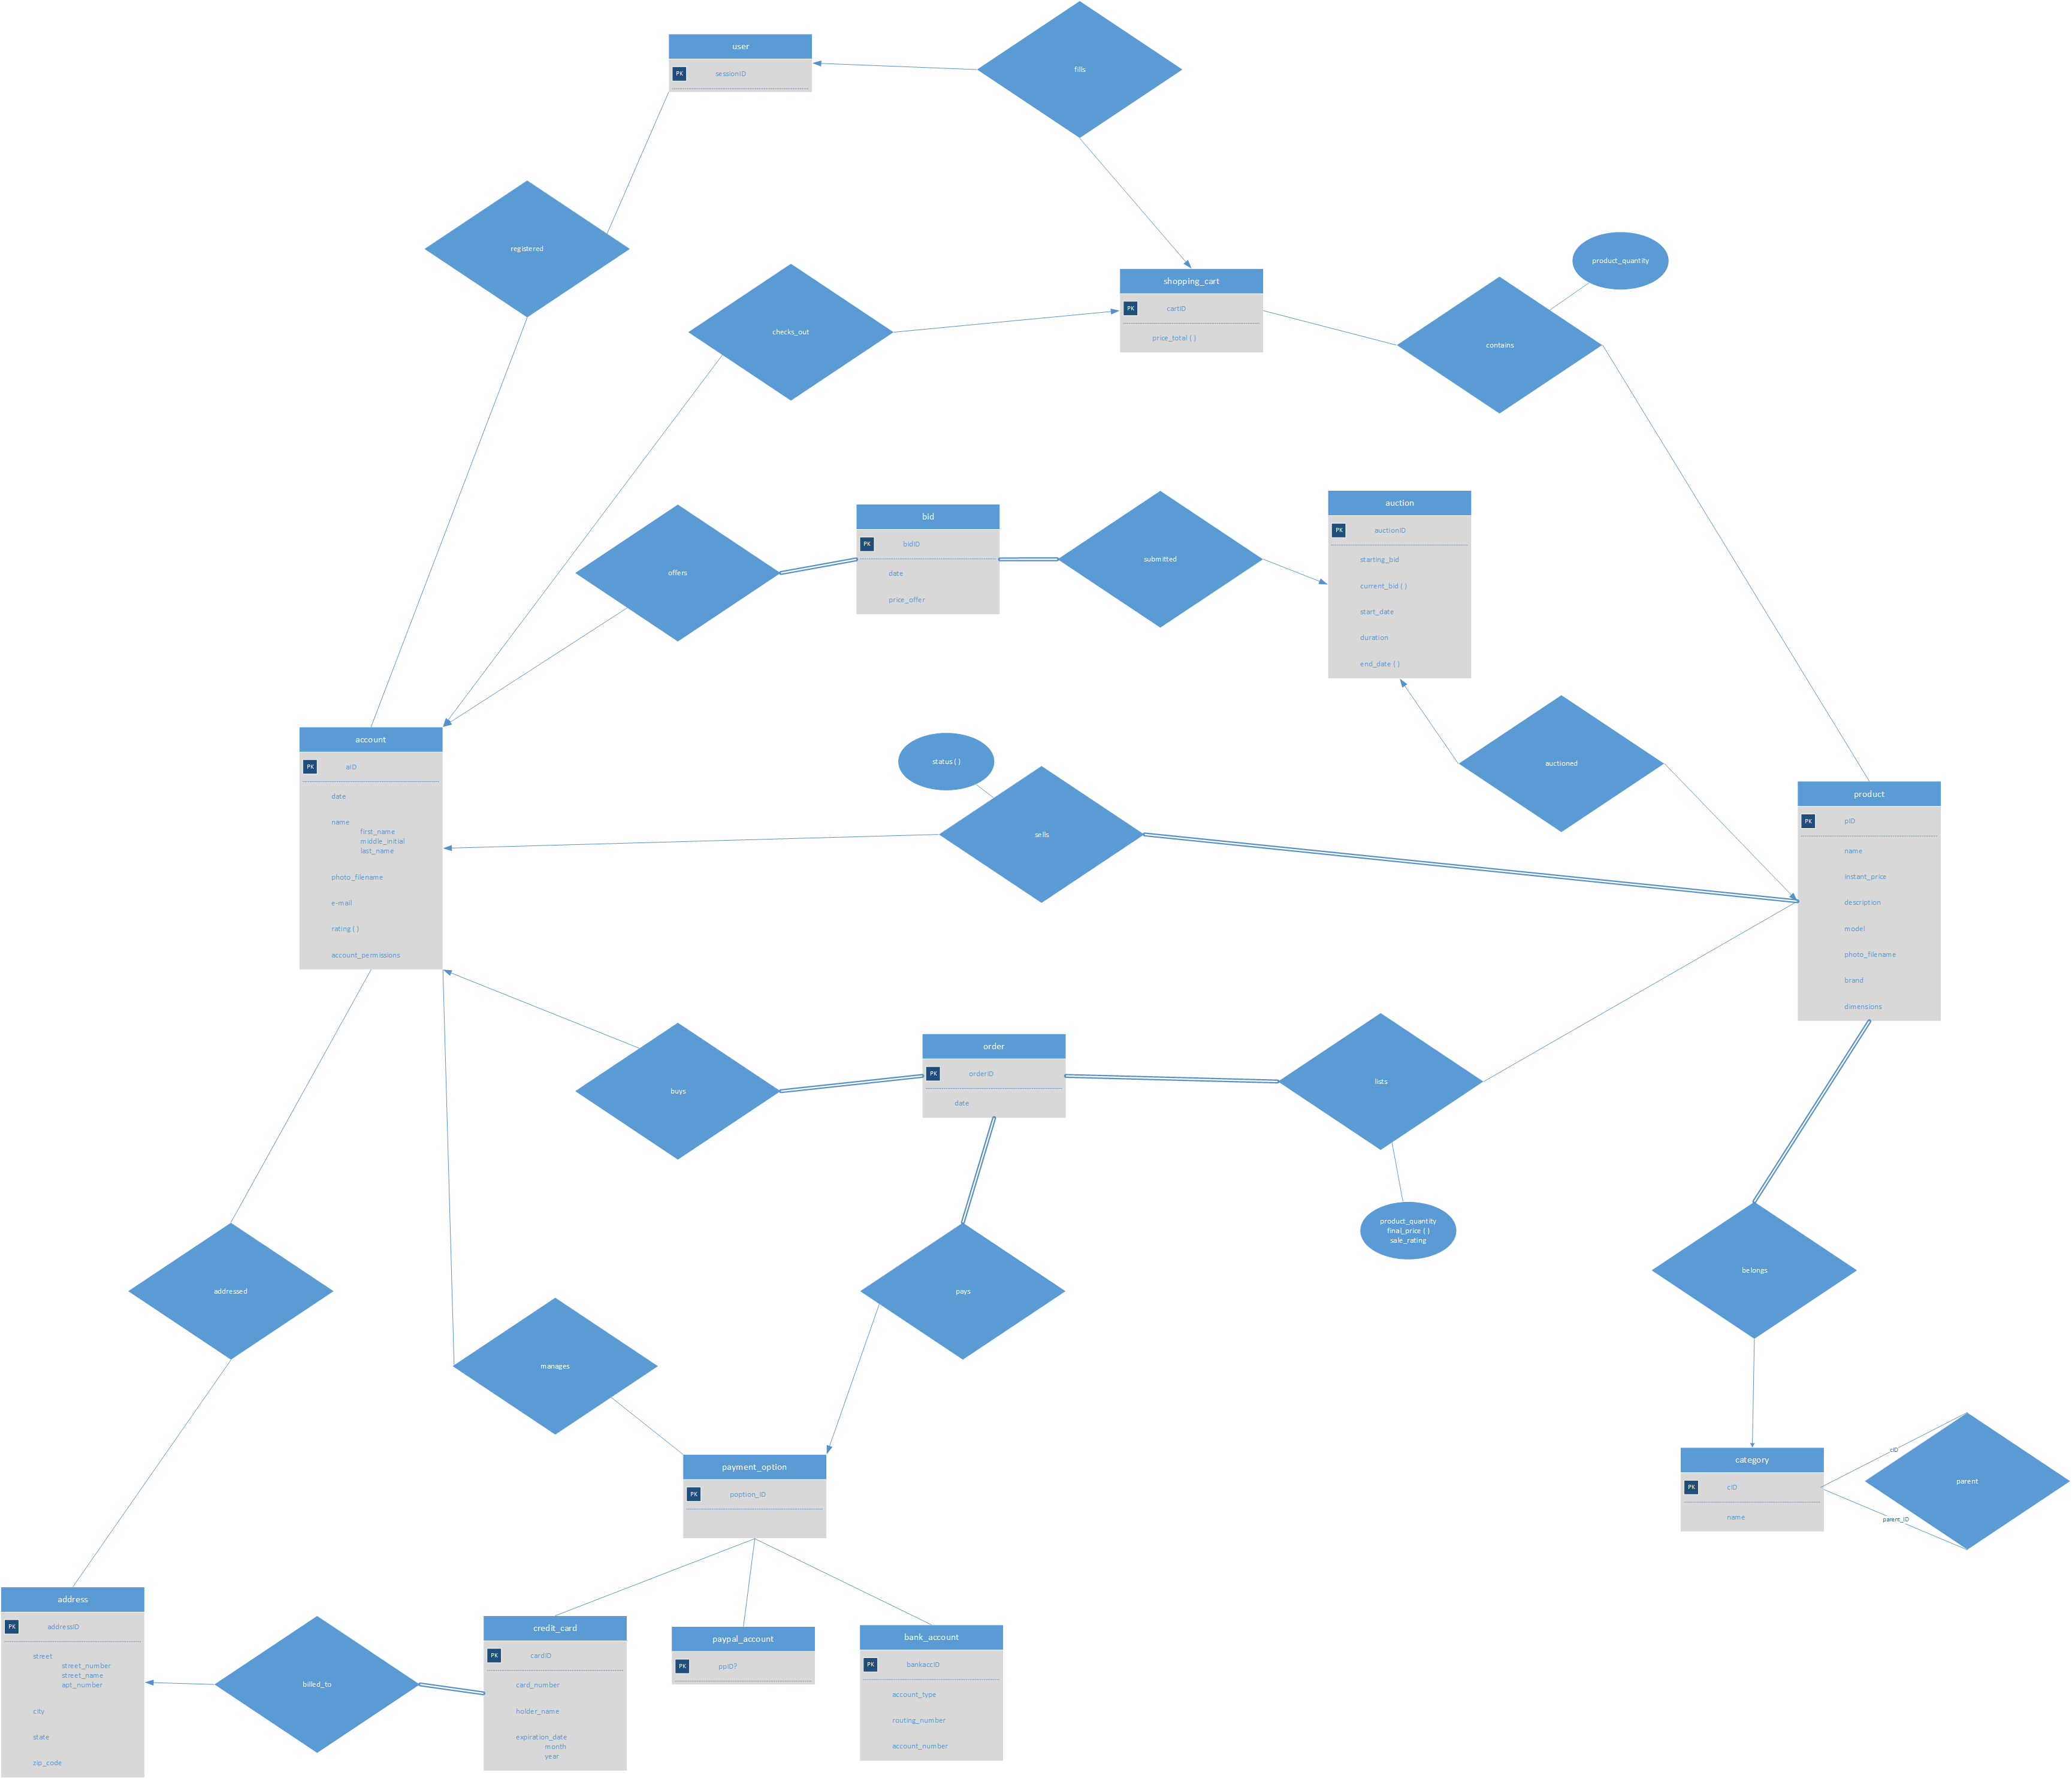 user
PK sessionID
fills
registered
product_quantity
shopping_cart
PK cartID
price_total ( )
checks_out
contains
bid
PK bidID
date
price_offer
submitted
auction
PK auctionID
starting_bid
current_bid ( )
start_date
duration
end_date ( )
offers
account
PK aID
date
name
first_name
middle_initial
last_name
photo_filename
e-mail
rating ( )
account_permissions
status ( )
sells
auctioned
product
PK pID
name
instant_price
description
model
photo_filename
brand
dimensions
buys
order
PK orderID
date
lists
product_quantity
final_price ( )
sale_rating
addressed
manages
pays
belongs
payment_option
PK poption_ID
category
PK cID
name
cID
parent
parent_ID
address
PK addressID
street
street_number
street_name
apt_number
city
state
zip_code
billed_to
credit_card
PK cardID
card_number
holder_name
expiration_date
month
year
paypal_account
PK ppID?
bank_account
PK bankaccID
account_type
routing_number
account_number